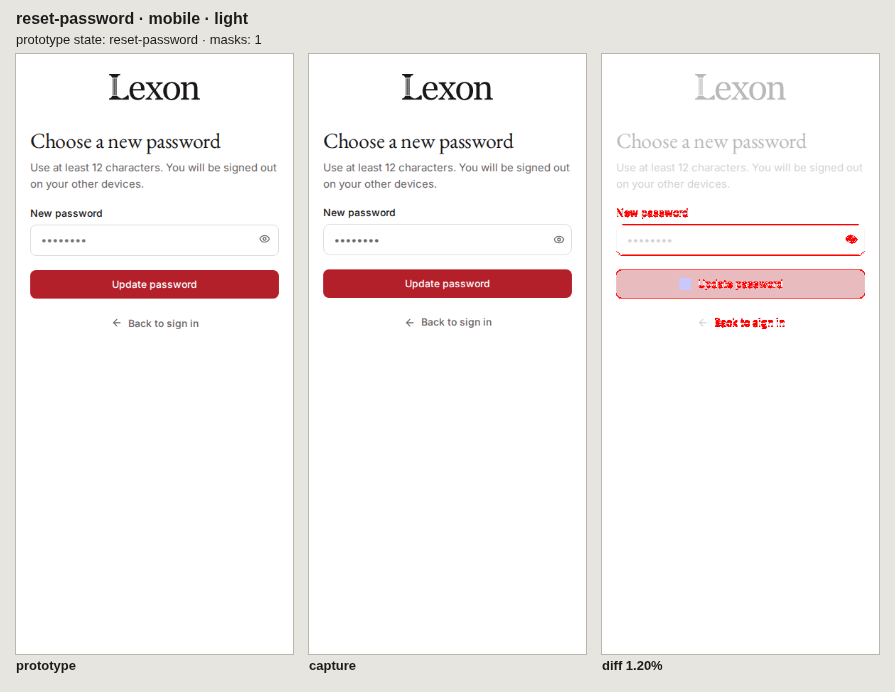 reset-password · mobile · light
prototype state: reset-password · masks: 1
Lexon
Choose a new password
Use at least 12 characters. You will be signed out
on your other devices.
New password
••••••••
Update password
← Back to sign in
prototype
Lexon
Choose a new password
Use at least 12 characters. You will be signed out
on your other devices.
New password
••••••••
Update password
← Back to sign in
capture
Lexon
Choose a new password
Use at least 12 characters. You will be signed out
on your other devices.
New password
••••••••
Update password
← Back to sign in
diff 1.20%